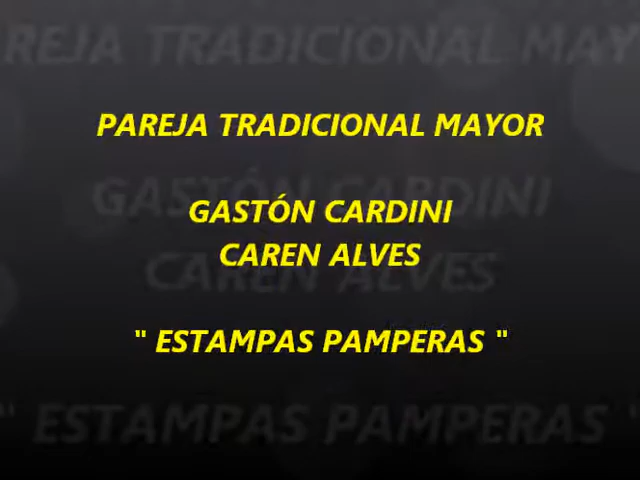 PAREJA TRADICIONAL MAYOR
GASTÓN CARDINI
CAREN ALVES
" ESTAMPAS PAMPERAS "